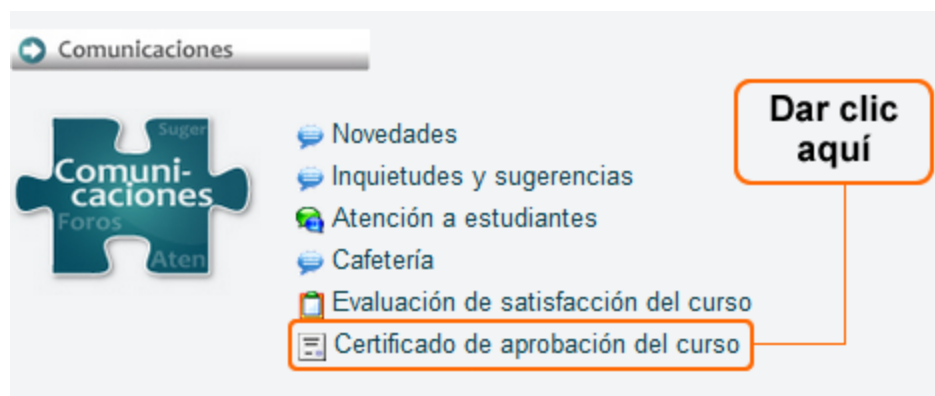 Comunicaciones
Suger
Comuni-
caciones
Foros
Aten
Novedades
Inquietudes y sugerencias
Atención a estudiantes
Cafetería
Evaluación de satisfacción del curso
Certificado de aprobación del curso
Dar clic
aquí